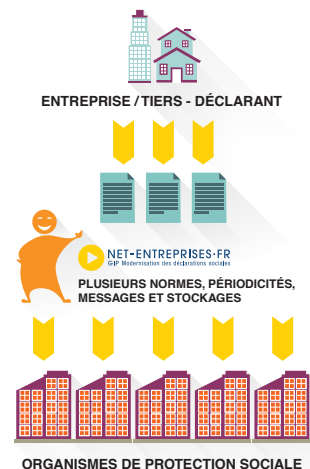 ENTREPRISE / TIERS - DÉCLARANT
NET-ENTREPRISES·FR
GIP Modernisation des déclarations sociales
PLUSIEURS NORMES, PÉRIODICITÉS,
MESSAGES ET STOCKAGES
ORGANISMES DE PROTECTION SOCIALE